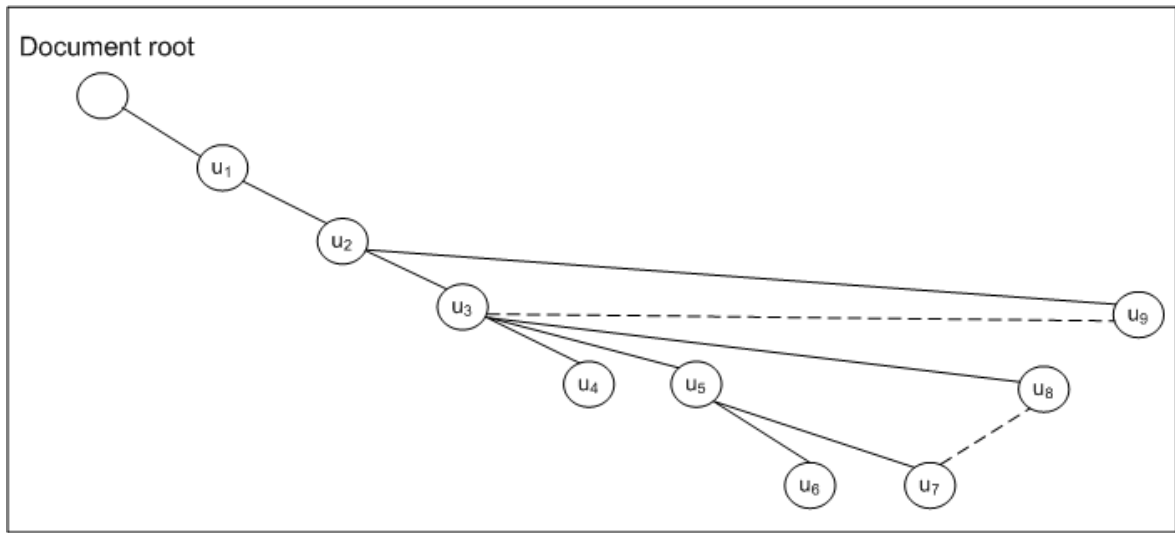 Document root
u₁
u₂
u₃
u₉
u₄ u₅ u₈
u₆ u₇